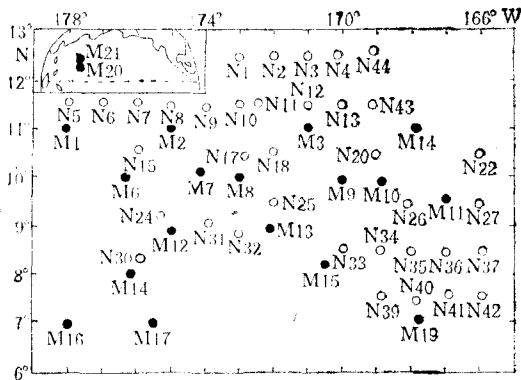 178° 174° 170° 166° W
13°
N
M21
M20
N1 N2 N3 N4 N44
12°
N12
N5 N6 N7 N8 N9 N10 N11 N13 N43
11°
M1 M2 M3 M14
N15 N17 N18 N20 N22
10°
M6 M7 M8 M9 M10 M11
N24 N25 N26 N27
9°
M12 N31 N32 M13 N34
N30 N33 N35 N36 N37
8°
M14 M15
N40
N39 N41 N42
7°
M16 M17 M19
6°